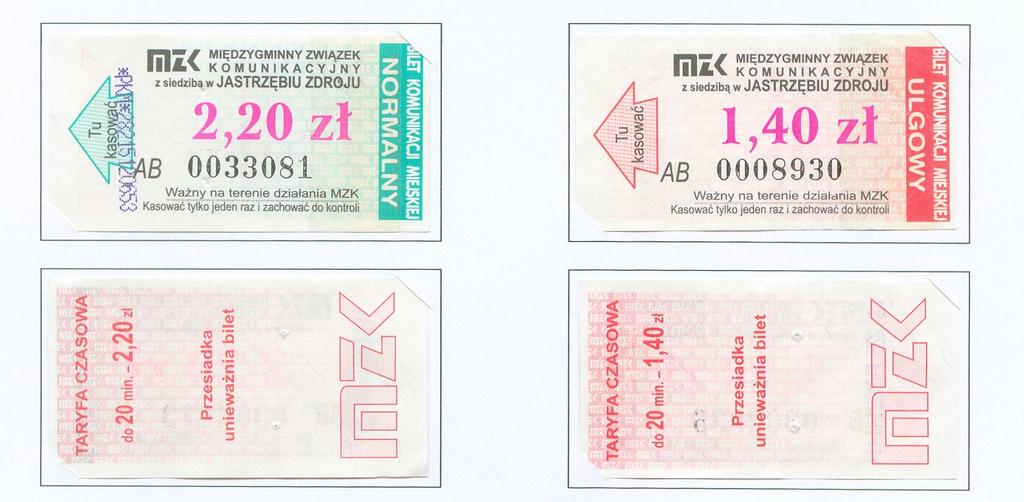 MZK MIĘDZYGMINNY ZWIĄZEK
KOMUNIKACYJNY
z siedzibą w JASTRZĘBIU ZDROJU
2,20 zł
Tu
kasować
AB 0033081
Ważny na terenie działania MZK
Kasować tylko jeden raz i zachować do kontroli
NORMALNY
BILET KOMUNIKACJI MIEJSKIEJ
MZK MIĘDZYGMINNY ZWIĄZEK
KOMUNIKACYJNY
z siedzibą w JASTRZĘBIU ZDROJU
1,40 zł
Tu
kasować
AB 0008930
Ważny na terenie działania MZK
Kasować tylko jeden raz i zachować do kontroli
ULGOWY
BILET KOMUNIKACJI MIEJSKIEJ
TARYFA CZASOWA
do 20 min. - 2,20 zł
Przesiadka
unieważnia bilet
MZK
TARYFA CZASOWA
do 20 min. - 1,40 zł
Przesiadka
unieważnia bilet
MZK